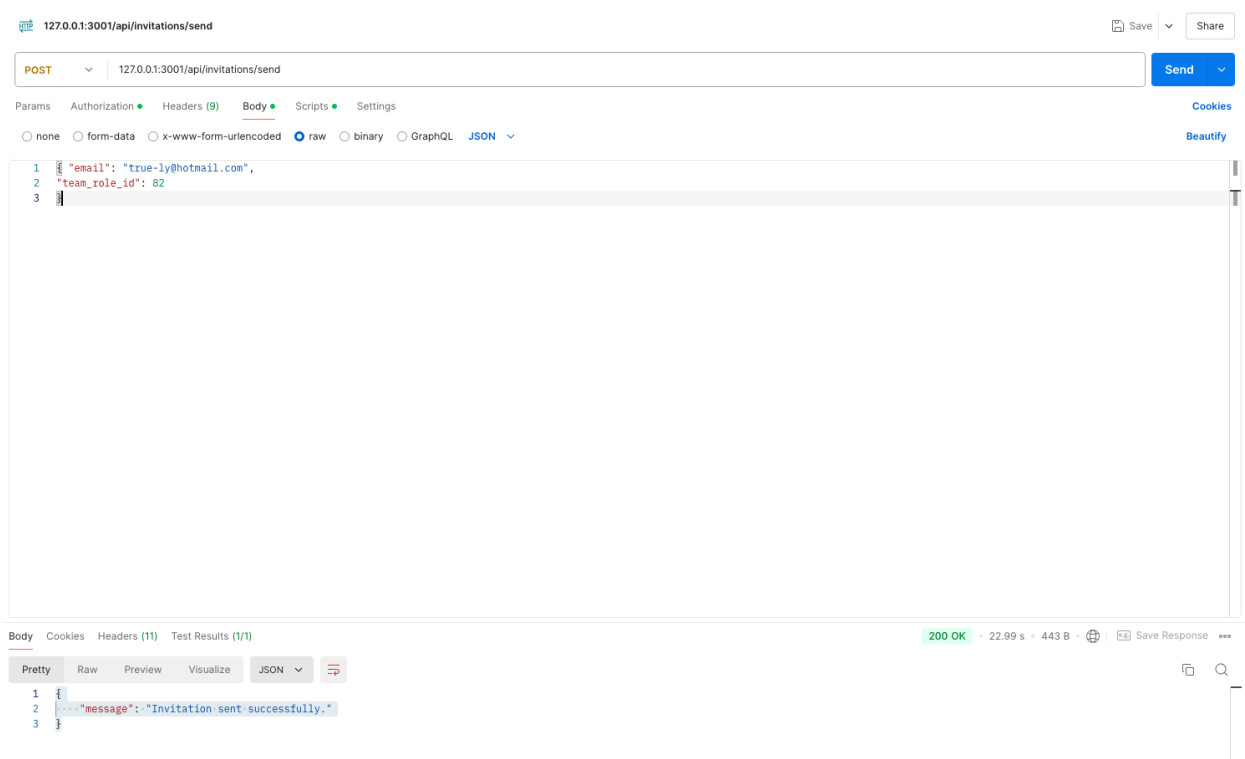 HTTP 127.0.0.1:3001/api/invitations/send Save Share
POST 127.0.0.1:3001/api/invitations/send Send
Params Authorization Headers (9) Body Scripts Settings Cookies
none form-data x-www-form-urlencoded raw binary GraphQL JSON Beautify
1 { "email": "true-ly@hotmail.com",
2 "team_role_id": 82
3 }
Body Cookies Headers (11) Test Results (1/1) 200 OK • 22.99 s • 443 B • Save Response
Pretty Raw Preview Visualize JSON
1 {
2 "message": "Invitation sent successfully."
3 }